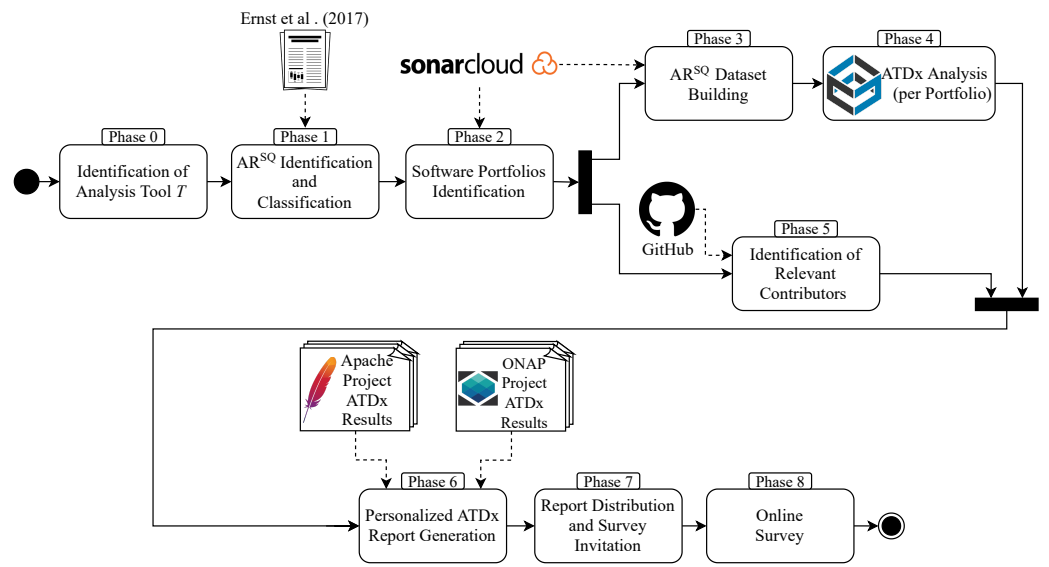 Ernst et al . (2017)
sonarcloud
Phase 0
Identification of
Analysis Tool T
Phase 1
AR^SQ Identification
and
Classification
Phase 2
Software Portfolios
Identification
Phase 3
AR^SQ Dataset
Building
Phase 4
ATDx Analysis
(per Portfolio)
GitHub
Phase 5
Identification of
Relevant
Contributors
Apache
Project
ATDx
Results
ONAP
Project
ATDx
Results
Phase 6
Personalized ATDx
Report Generation
Phase 7
Report Distribution
and Survey
Invitation
Phase 8
Online
Survey